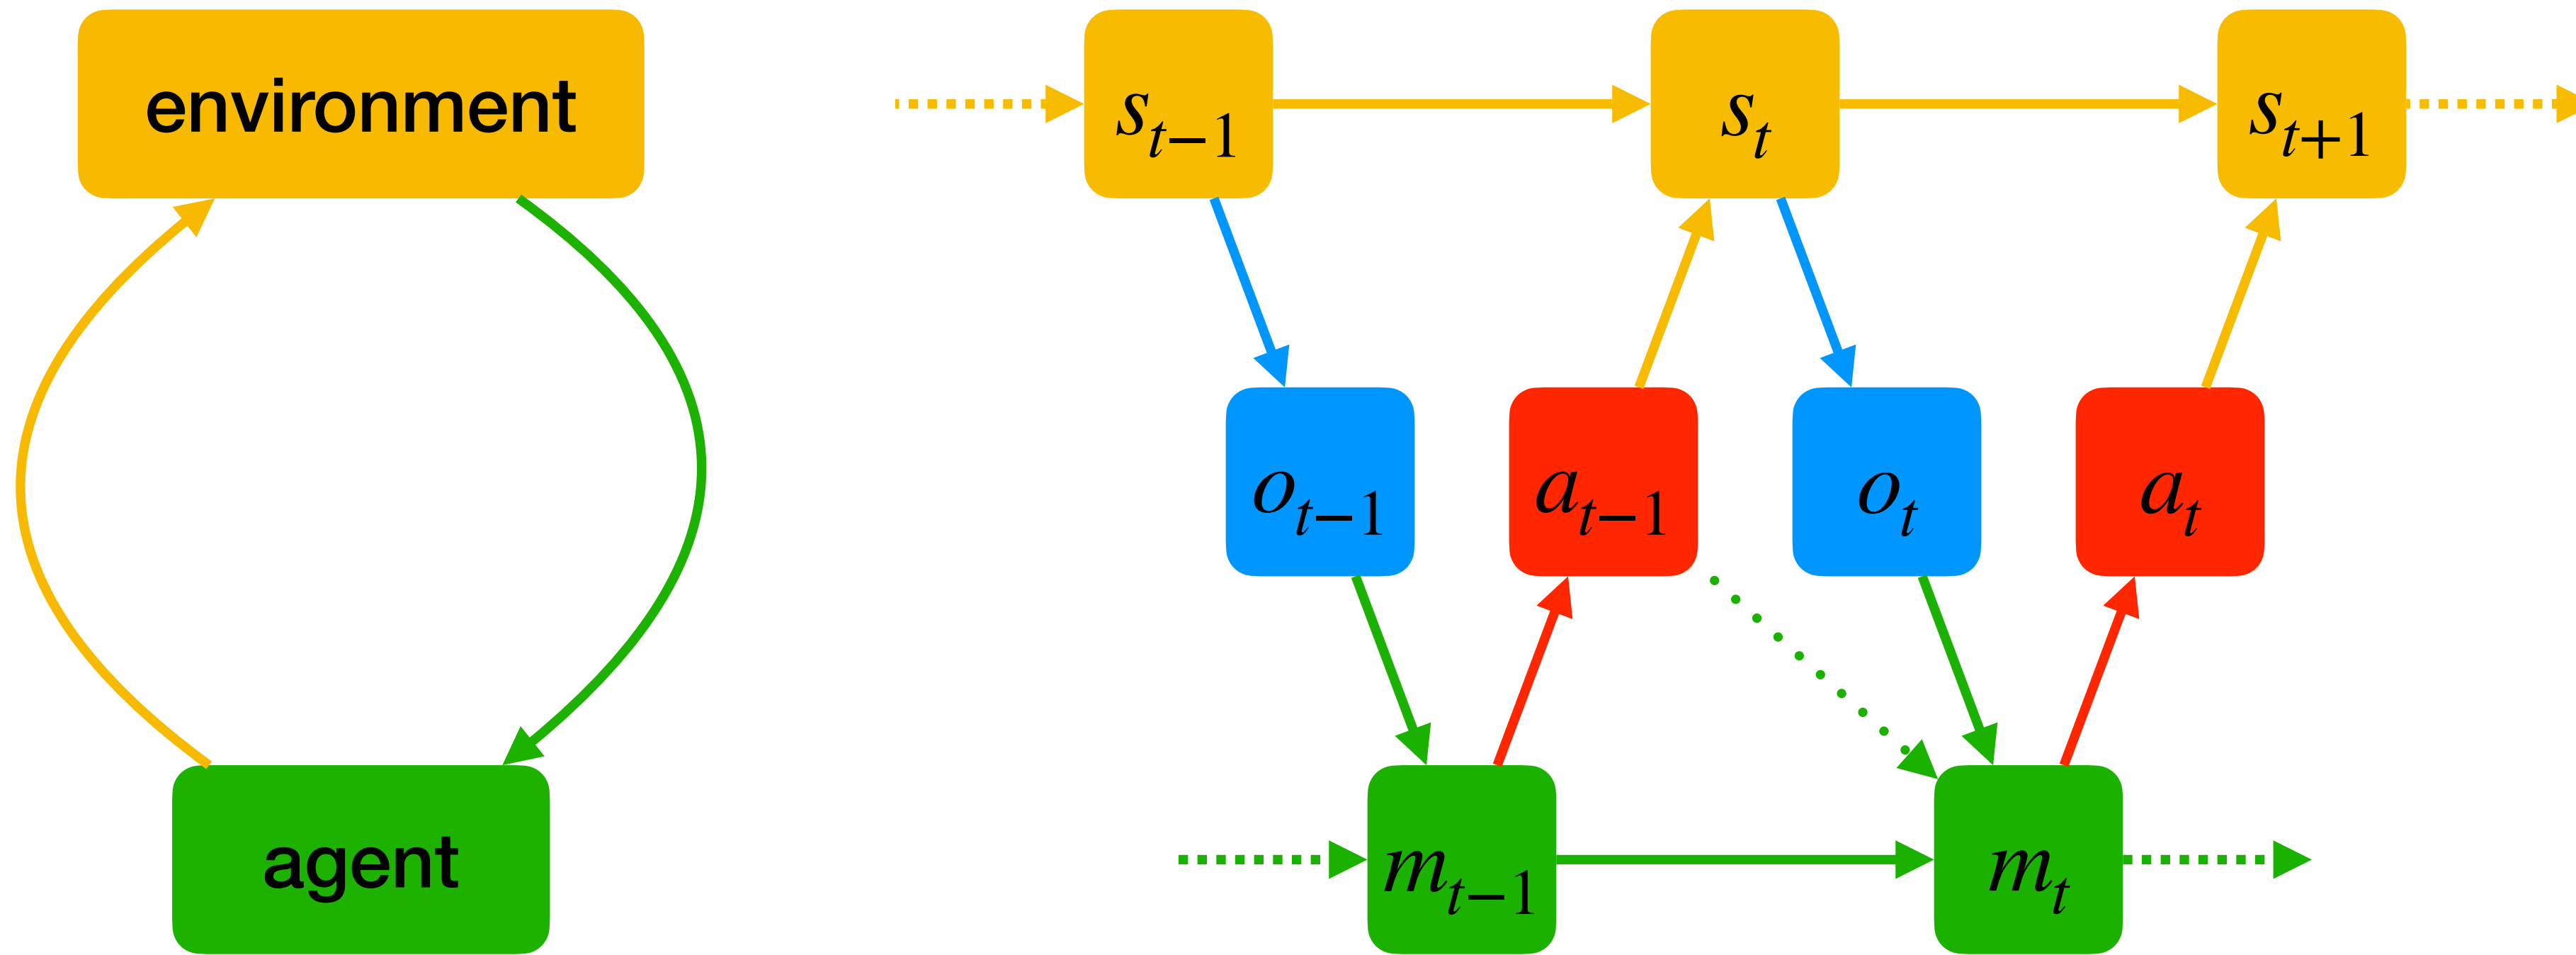 environment
agent
s_{t−1} s_t s_{t+1}
o_{t−1} a_{t−1} o_t a_t
m_{t−1} m_t